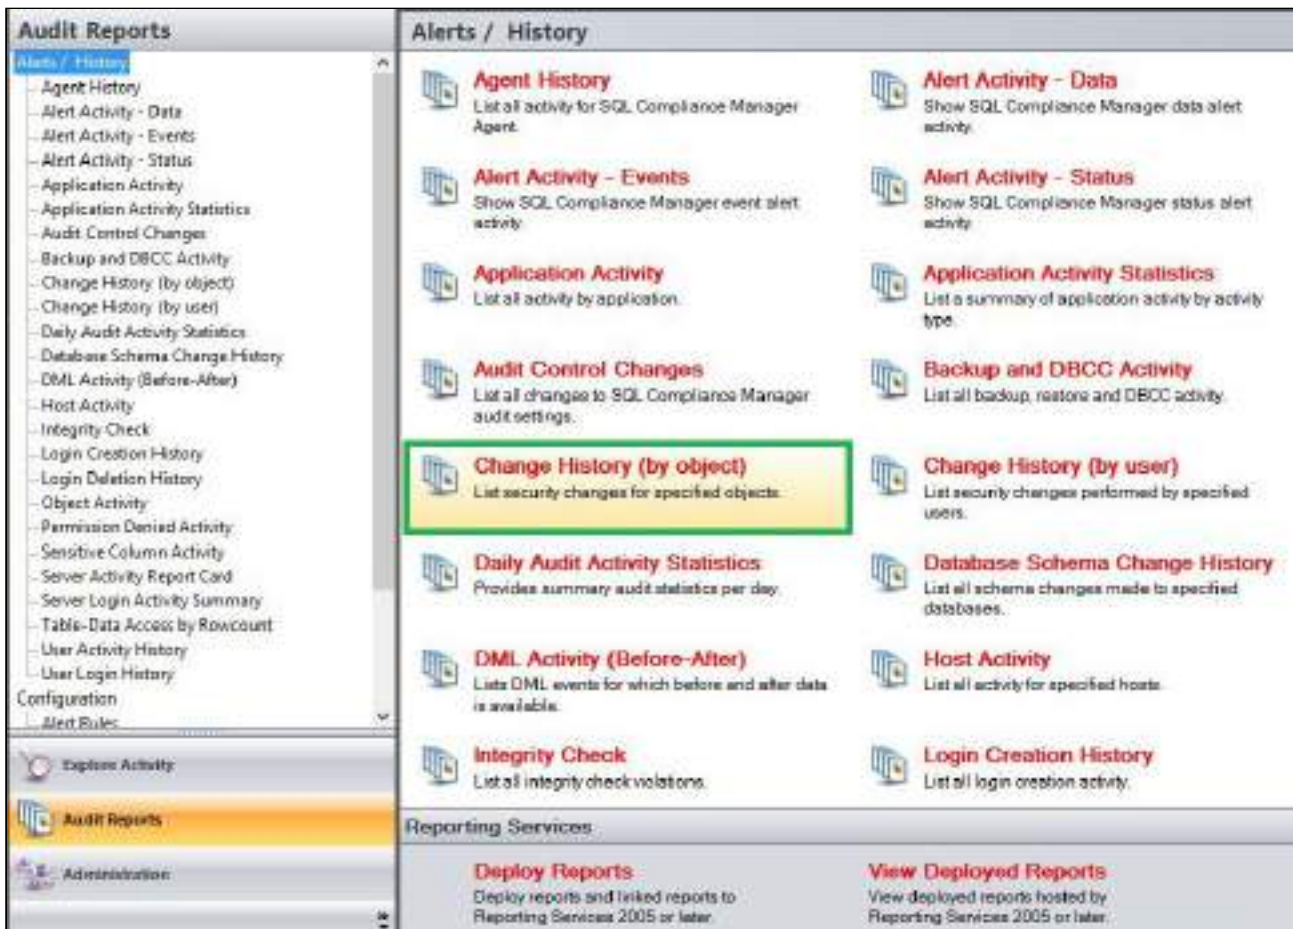 Audit Reports
Alerts / History
Agent History
Alert Activity - Data
Alert Activity - Events
Alert Activity - Status
Application Activity
Application Activity Statistics
Audit Control Changes
Backup and DBCC Activity
Change History (by object)
Change History (by user)
Daily Audit Activity Statistics
Database Schema Change History
DML Activity (Before-After)
Host Activity
Integrity Check
Login Creation History
Login Deletion History
Object Activity
Permission Denied Activity
Sensitive Column Activity
Server Activity Report Card
Server Login Activity Summary
Table-Data Access by Rowcount
User Activity History
User Login History
Configuration
Alert Rules
Explore Activity
Audit Reports
Administration
Alerts / History
Agent History
List all activity for SQL Compliance Manager
Agent.
Alert Activity - Data
Show SQL Compliance Manager data alert
activity.
Alert Activity - Events
Show SQL Compliance Manager event alert
activity.
Alert Activity - Status
Show SQL Compliance Manager status alert
activity.
Application Activity
List all activity by application.
Application Activity Statistics
List a summary of application activity by activity
type.
Audit Control Changes
List all changes to SQL Compliance Manager
audit settings.
Backup and DBCC Activity
List all backup, restore and DBCC activity.
Change History (by object)
List security changes for specified objects.
Change History (by user)
List security changes performed by specified
users.
Daily Audit Activity Statistics
Provides summary audit statistics per day.
Database Schema Change History
List all schema changes made to specified
databases.
DML Activity (Before-After)
Lists DML events for which before and after data
is available.
Host Activity
List all activity for specified hosts.
Integrity Check
List all integrity check violations.
Login Creation History
List all login creation activity.
Reporting Services
Deploy Reports
Deploy reports and linked reports to
Reporting Services 2005 or later.
View Deployed Reports
View deployed reports hosted by
Reporting Services 2005 or later.